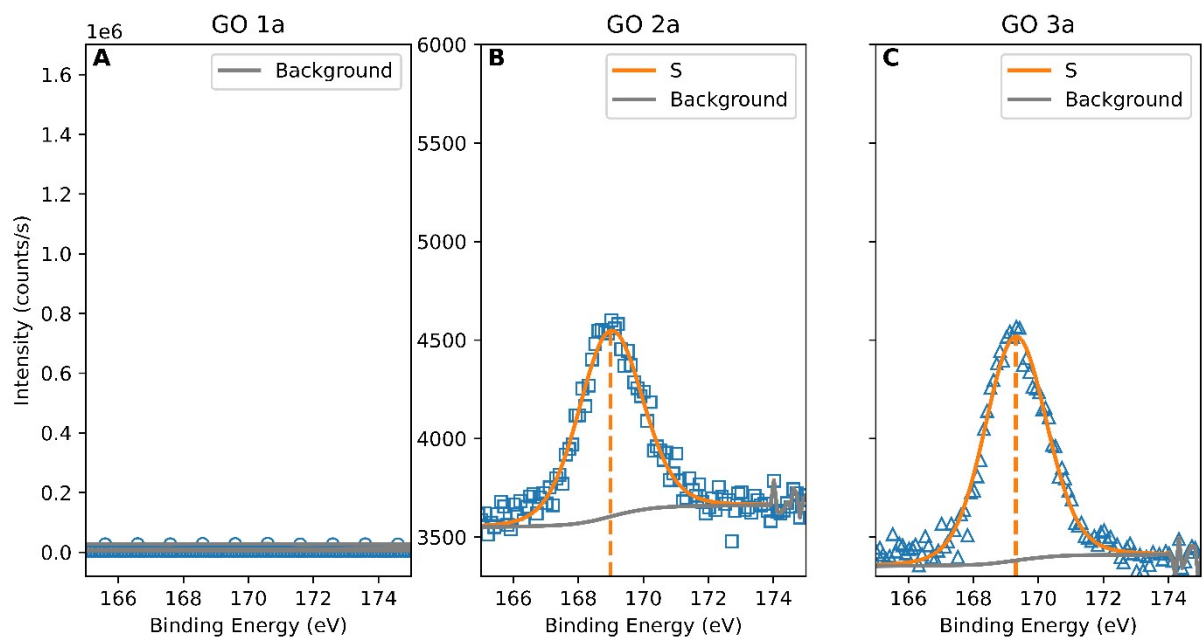 GO 1a
GO 2a
GO 3a
1e6
A
Background
B
S
Background
C
S
Background
Intensity (counts/s)
1.6
1.4
1.2
1.0
0.8
0.6
0.4
0.2
0.0
6000
5500
5000
4500
4000
3500
166 168 170 172 174
166 168 170 172 174
166 168 170 172 174
Binding Energy (eV)
Binding Energy (eV)
Binding Energy (eV)